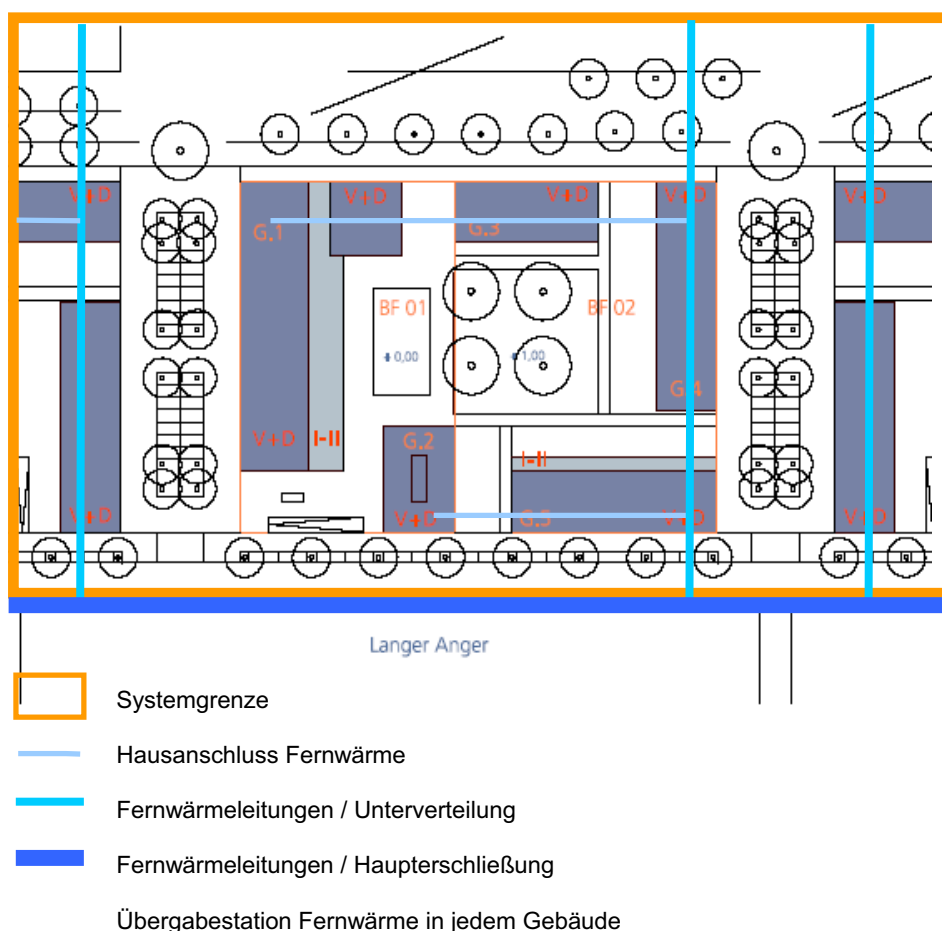 V+D V+D V+D V+D V+D
G.1 G.3
BF 01 BF 02
0,00 1,00
G.4
V+D I-II G.2
I-II
V+D V+D G.5 V+D V+D
Langer Anger
Systemgrenze
Hausanschluss Fernwärme
Fernwärmeleitungen / Unterverteilung
Fernwärmeleitungen / Haupterschließung
Übergabestation Fernwärme in jedem Gebäude